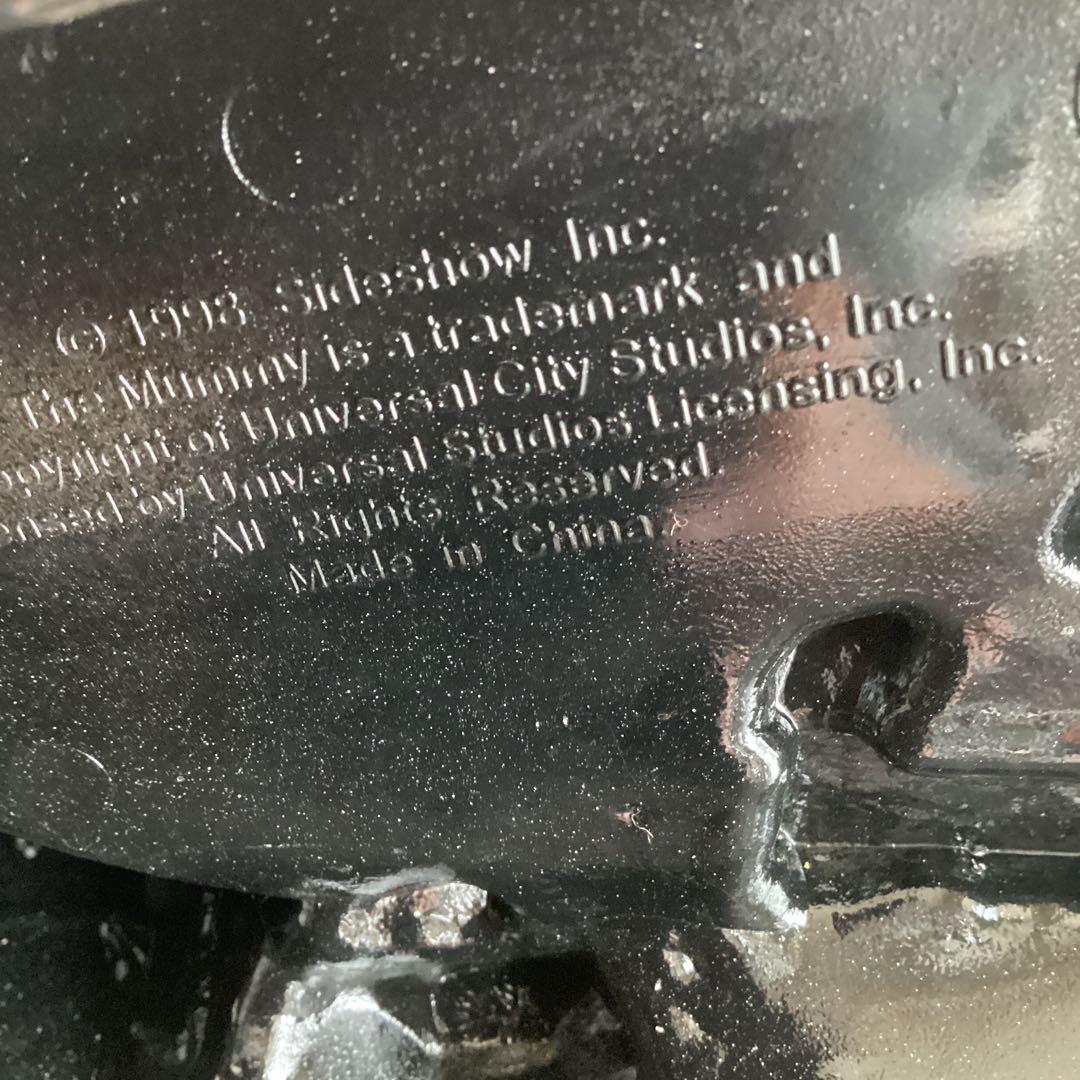 (c) 1998 Sideshow Inc.
The Mummy is a trademark and
copyright of Universal City Studios, Inc.
ensed by Universal Studios Licensing, Inc.
All Rights Reserved.
Made in China.